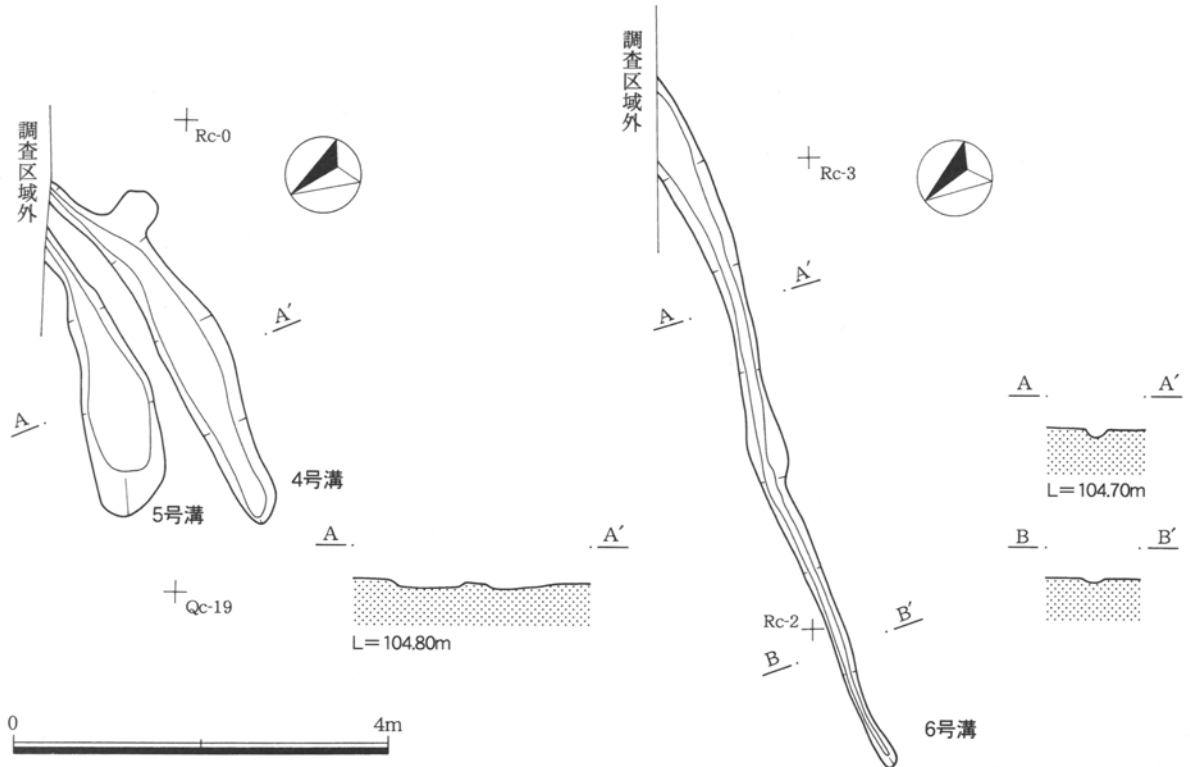 調査区域外
Rc-0
A
A′
4号溝
5号溝
Qc-19
A
A′
L=104.80m
0
4m
調査区域外
Rc-3
A
A′
Rc-2
B
B′
6号溝
A
A′
L=104.70m
B
B′